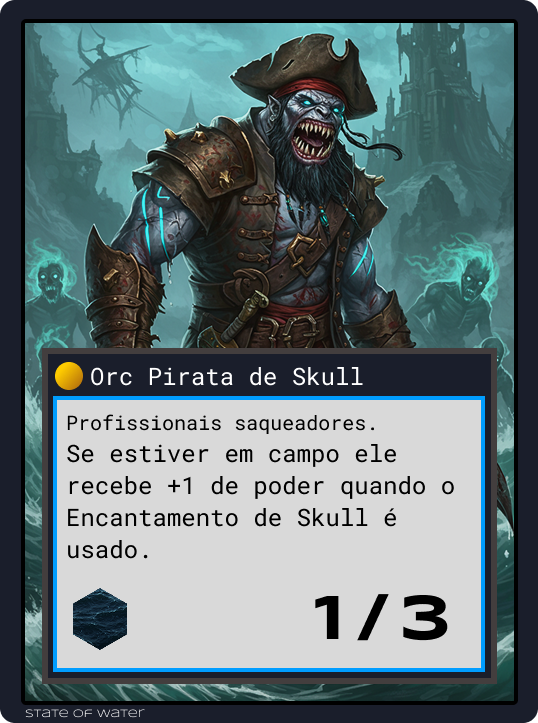 Orc Pirata de Skull
Profissionais saqueadores.
Se estiver em campo ele
recebe +1 de poder quando o
Encantamento de Skull é
usado.
1/3
STATE OF WATER